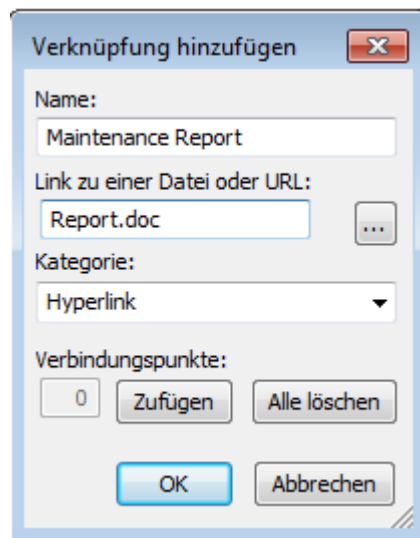 Verknüpfung hinzufügen
Name:
Maintenance Report
Link zu einer Datei oder URL:
Report.doc
...
Kategorie:
Hyperlink
Verbindungspunkte:
0 Zufügen Alle löschen
OK Abbrechen